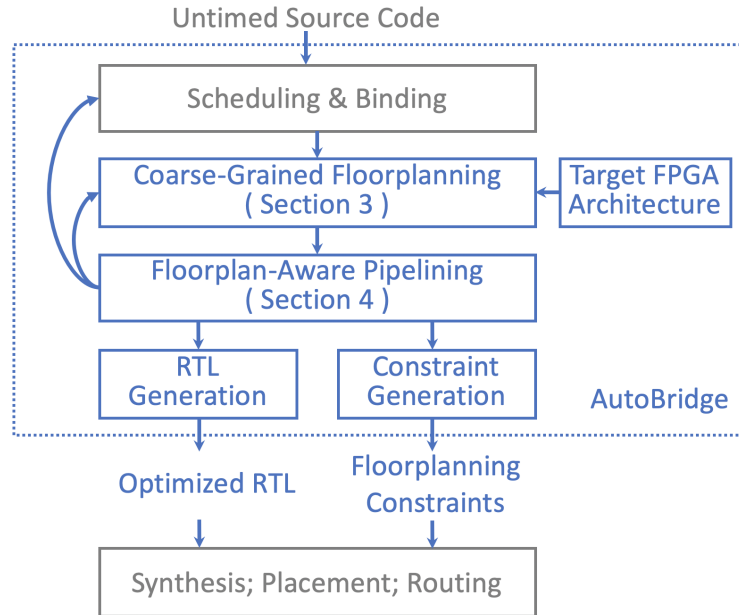 Untimed Source Code
Scheduling & Binding
Coarse-Grained Floorplanning
( Section 3 )
Target FPGA
Architecture
Floorplan-Aware Pipelining
( Section 4 )
RTL
Generation
Constraint
Generation
AutoBridge
Optimized RTL
Floorplanning
Constraints
Synthesis; Placement; Routing